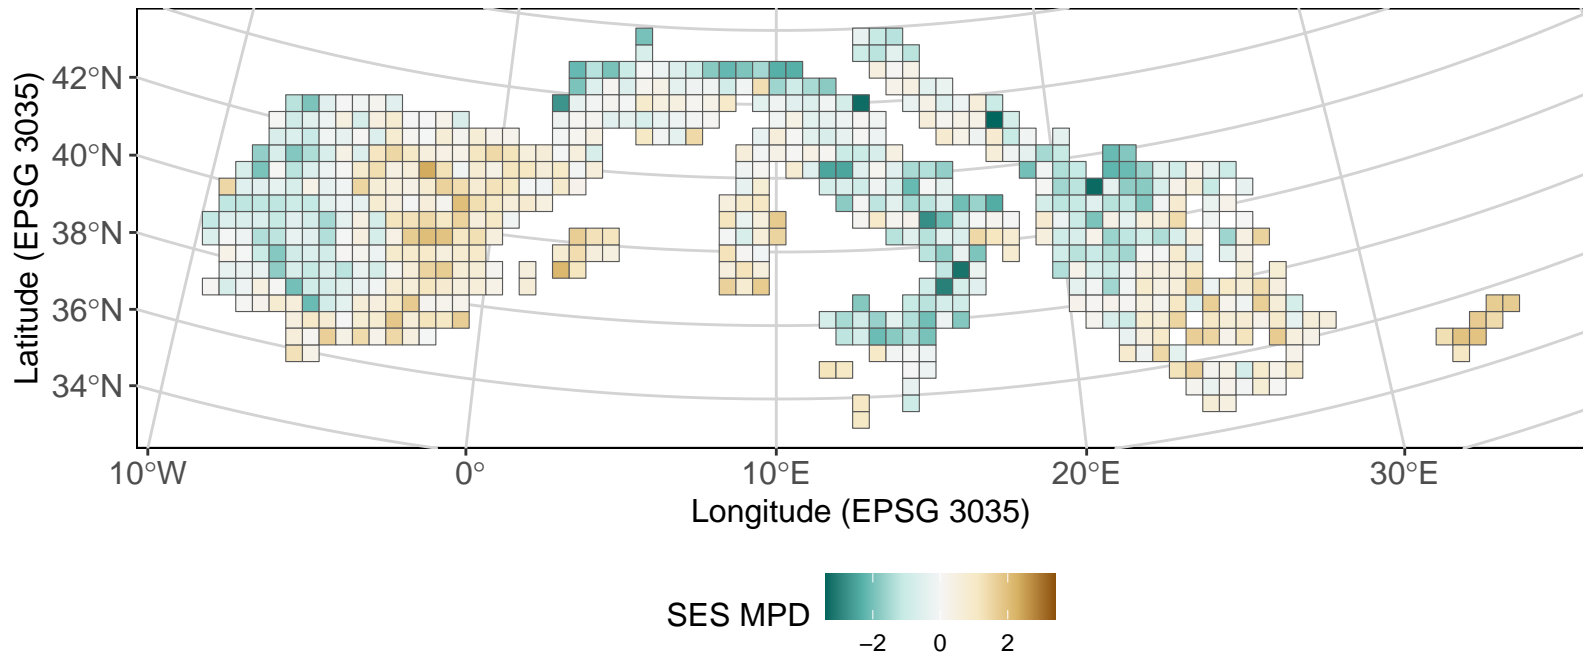 Latitude (EPSG 3035)
42°N
40°N
38°N
36°N
34°N
10°W 0° 10°E 20°E 30°E
Longitude (EPSG 3035)
SES MPD
−2 0 2